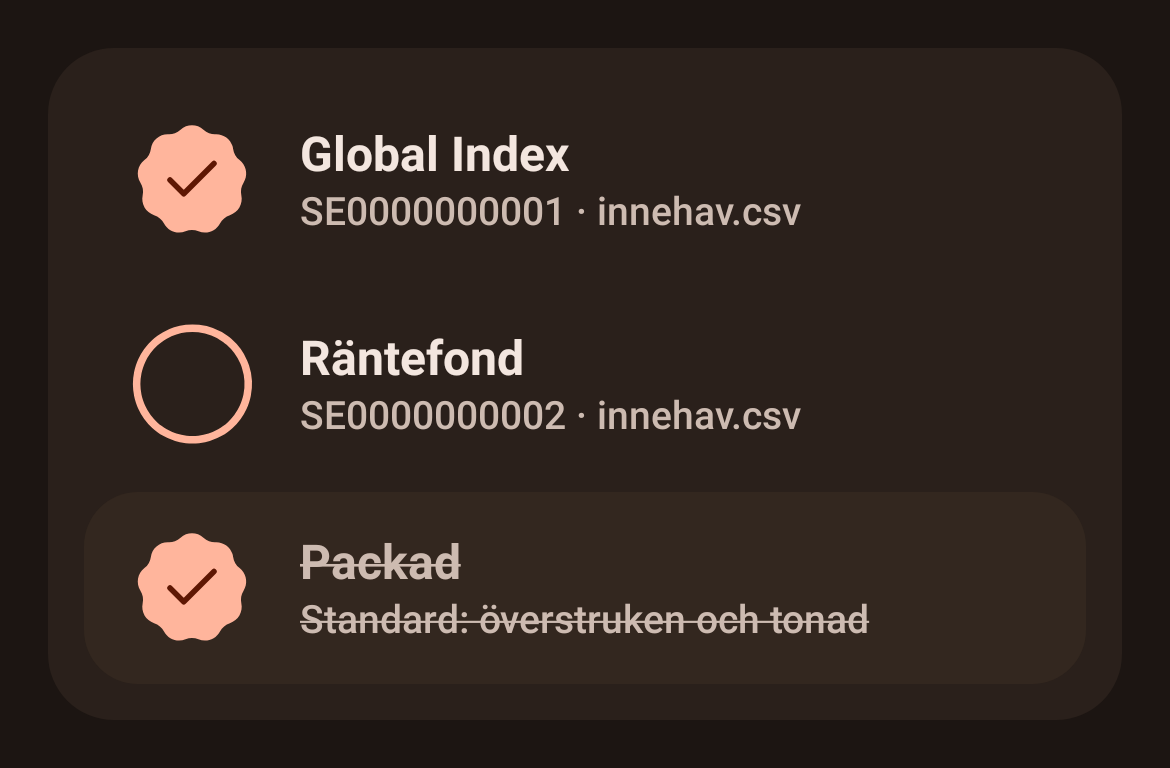 Global Index
SE0000000001 · innehav.csv
Räntefond
SE0000000002 · innehav.csv
Packad
Standard: överstruken och tonad